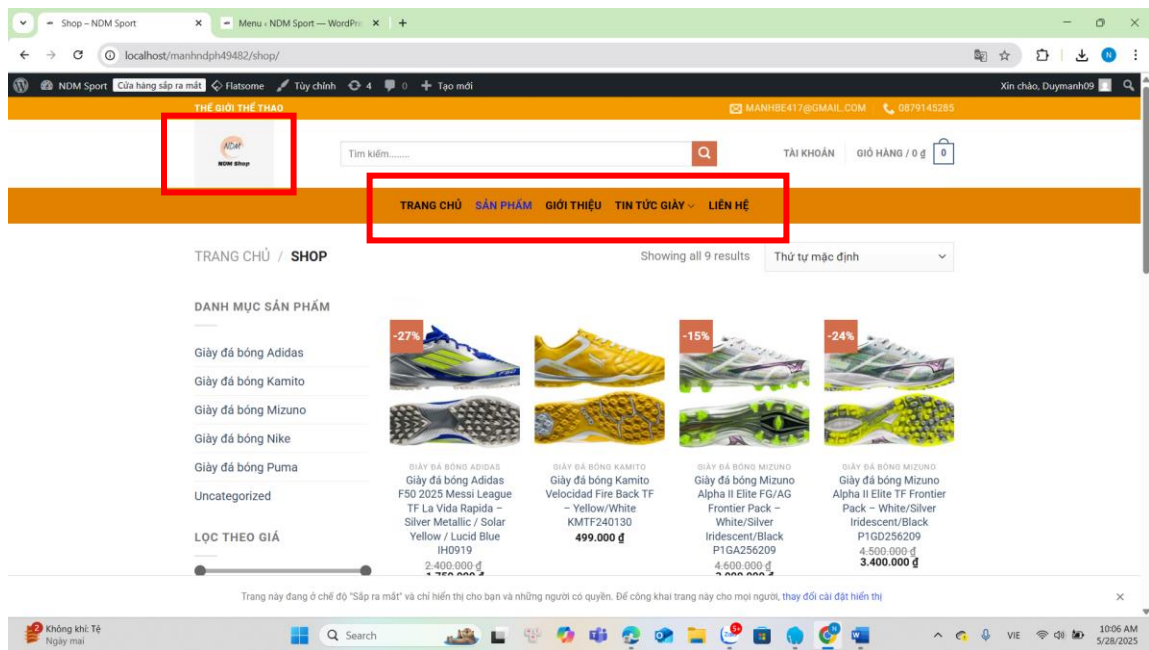 Shop – NDM Sport
Menu ‹ NDM Sport — WordPre
localhost/manhndph49482/shop/
N
NDM Sport Cửa hàng sắp ra mắt Flatsome Tùy chỉnh 4 0 Tạo mới Xin chào, Duymanh09
THẾ GIỚI THỂ THAO MANHBE417@GMAIL.COM 0879145285
NDM
NDM Shop
Tìm kiếm........ TÀI KHOẢN GIỎ HÀNG / 0 ₫ 0
TRANG CHỦ SẢN PHẨM GIỚI THIỆU TIN TỨC GIÀY LIÊN HỆ
TRANG CHỦ / SHOP Showing all 9 results Thứ tự mặc định
DANH MỤC SẢN PHẨM
Giày đá bóng Adidas
Giày đá bóng Kamito
Giày đá bóng Mizuno
Giày đá bóng Nike
Giày đá bóng Puma
Uncategorized
LỌC THEO GIÁ
-27%
GIÀY ĐÁ BÓNG ADIDAS
Giày đá bóng Adidas
F50 2025 Messi League
TF La Vida Rapida –
Silver Metallic / Solar
Yellow / Lucid Blue
IH0919
2.400.000 ₫
1.750.000 ₫
GIÀY ĐÁ BÓNG KAMITO
Giày đá bóng Kamito
Velocidad Fire Back TF
– Yellow/White
KMTF240130
499.000 ₫
-15%
GIÀY ĐÁ BÓNG MIZUNO
Giày đá bóng Mizuno
Alpha II Elite FG/AG
Frontier Pack –
White/Silver
Iridescent/Black
P1GA256209
4.600.000 ₫
-24%
GIÀY ĐÁ BÓNG MIZUNO
Giày đá bóng Mizuno
Alpha II Elite TF Frontier
Pack – White/Silver
Iridescent/Black
P1GD256209
4.500.000 ₫
3.400.000 ₫
Trang này đang ở chế độ "Sắp ra mắt" và chỉ hiển thị cho bạn và những người có quyền. Để công khai trang này cho mọi người, thay đổi cài đặt hiển thị
Không khí: Tệ
Ngày mai
Search
VIE
10:06 AM
5/28/2025